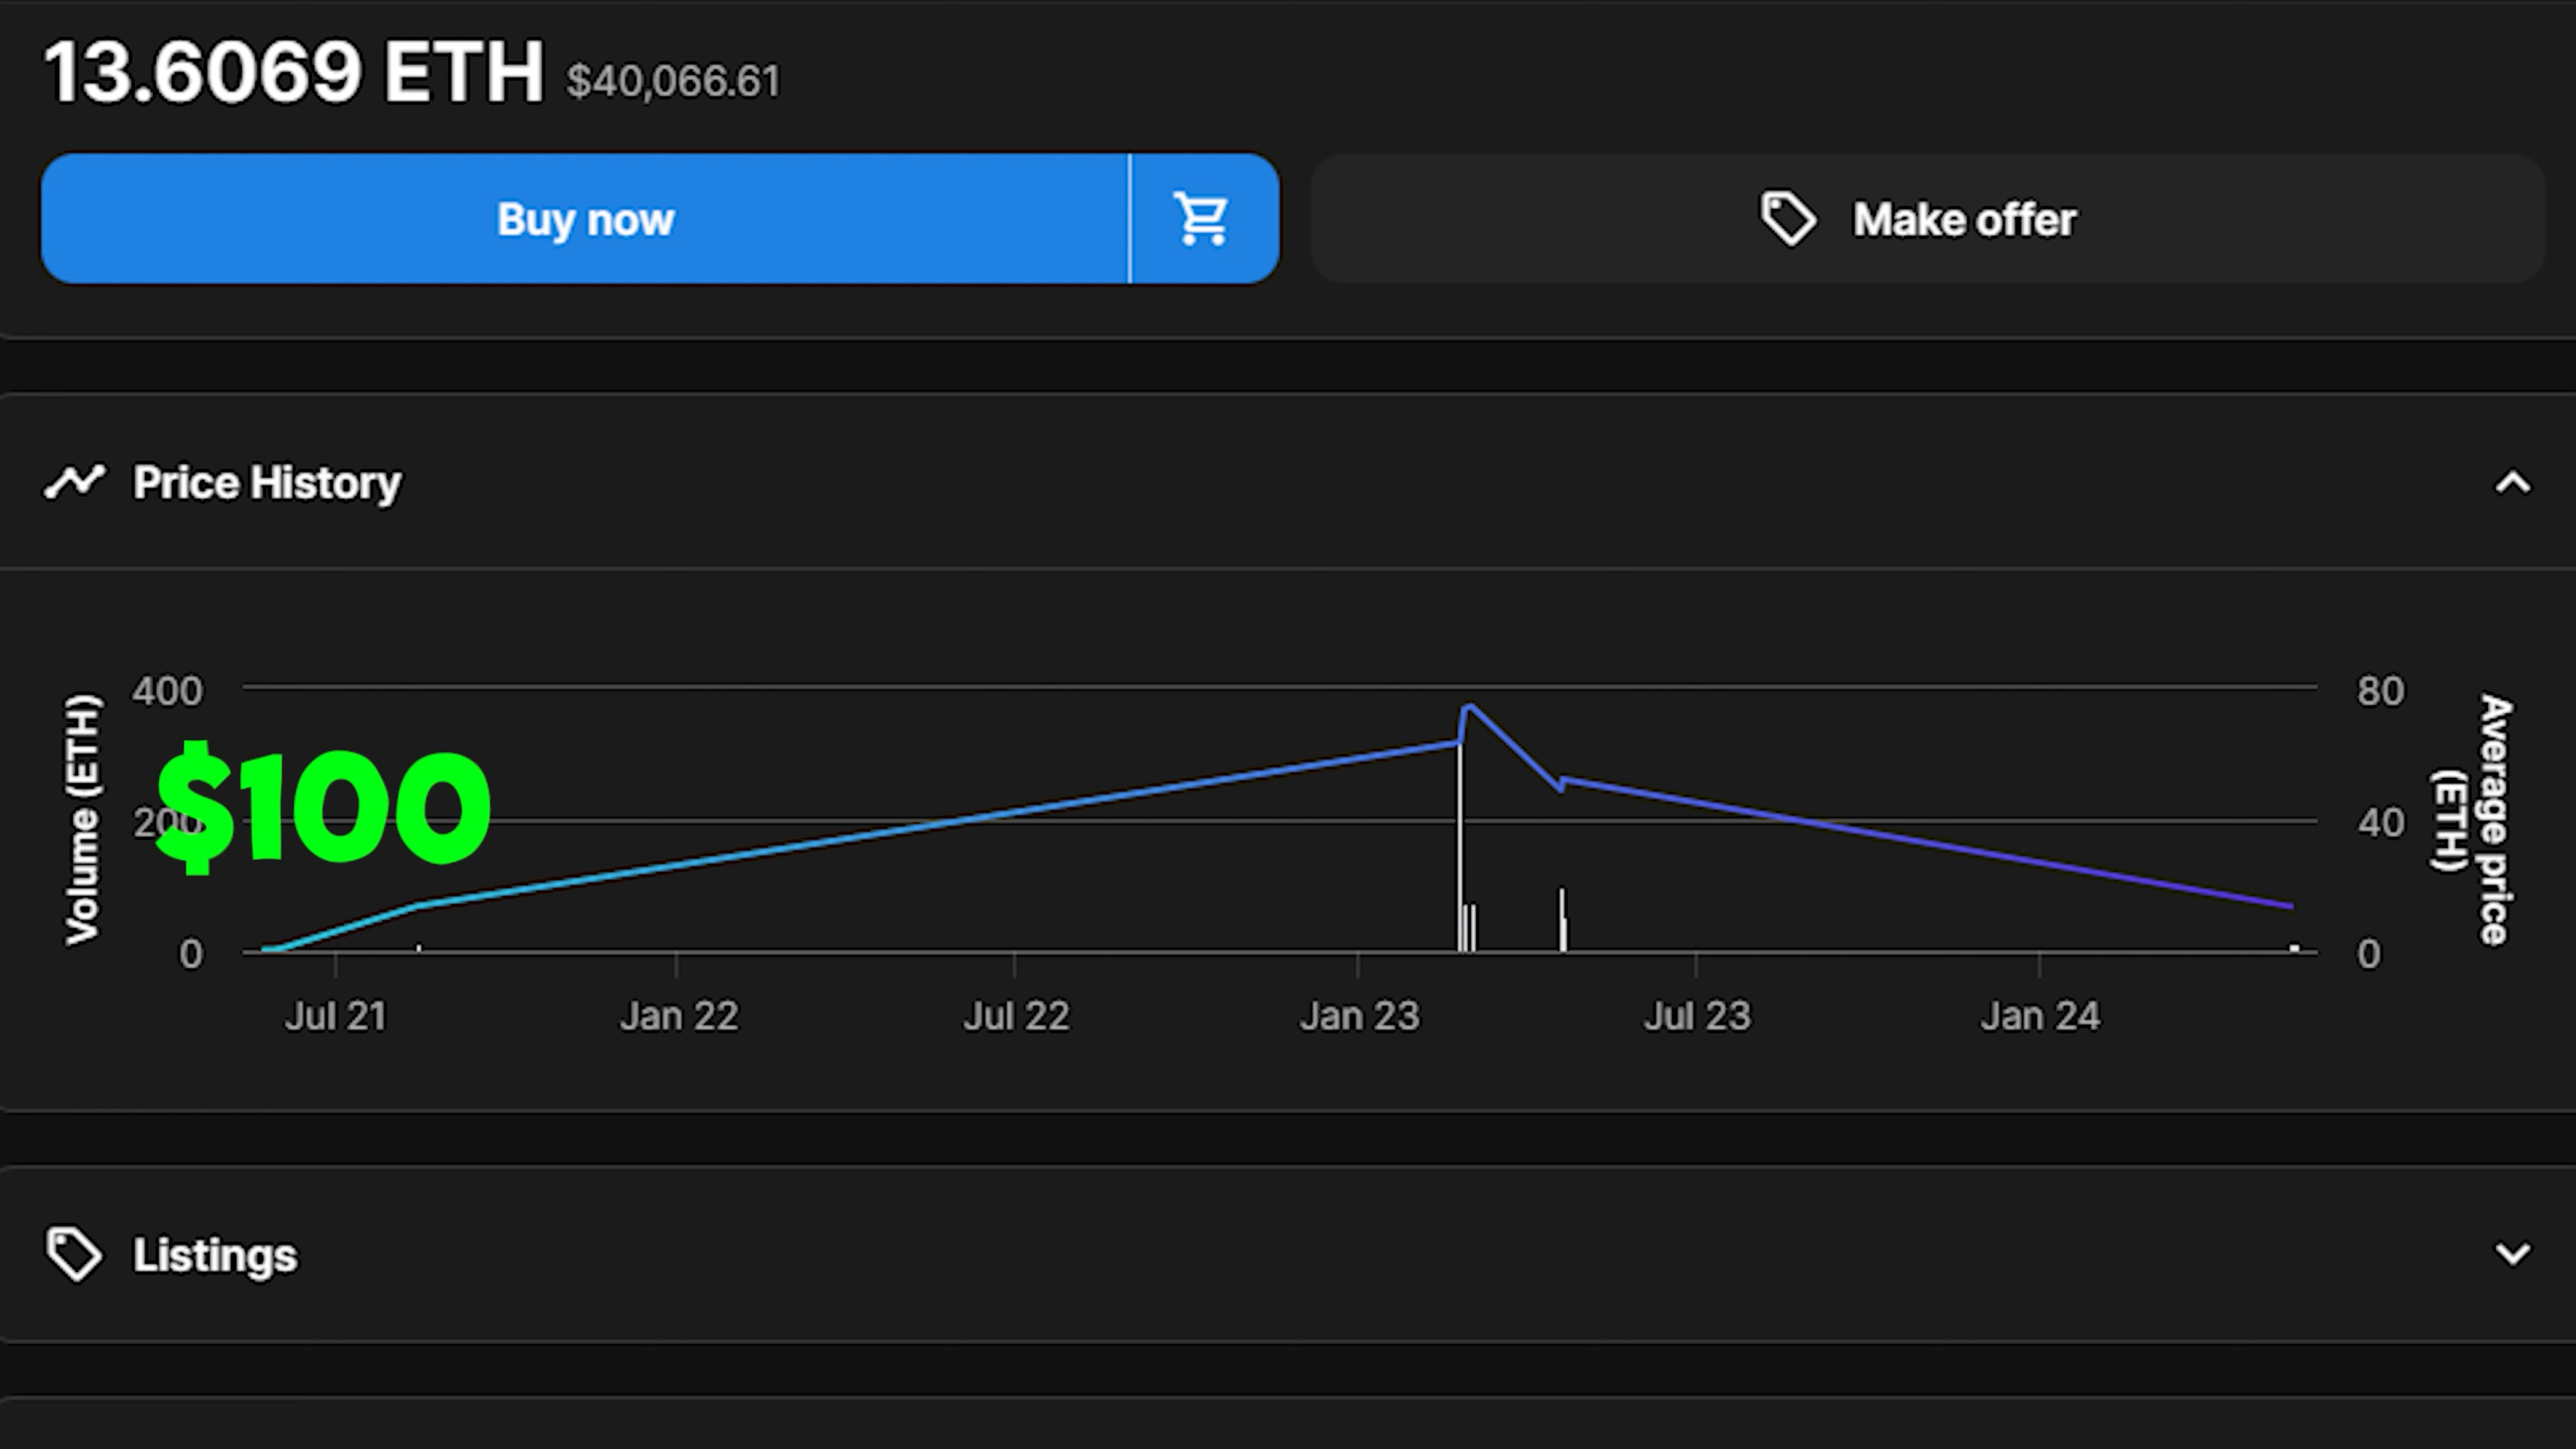 13.6069 ETH $40,066.61
Buy now
Make offer
Price History
Volume (ETH)
400
200
0
$100
80
40
0
Average price
(ETH)
Jul 21
Jan 22
Jul 22
Jan 23
Jul 23
Jan 24
Listings